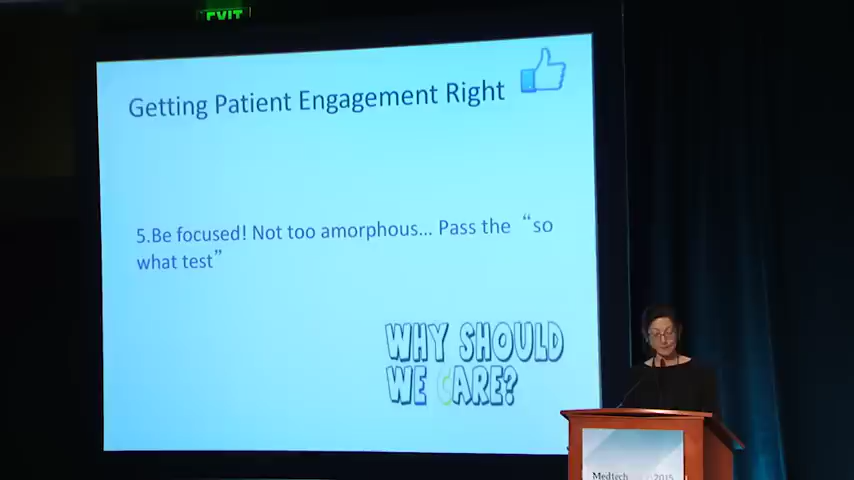 EXIT
Getting Patient Engagement Right
5.Be focused! Not too amorphous... Pass the “so
what test”
WHY SHOULD
WE CARE?
Medtech 2015